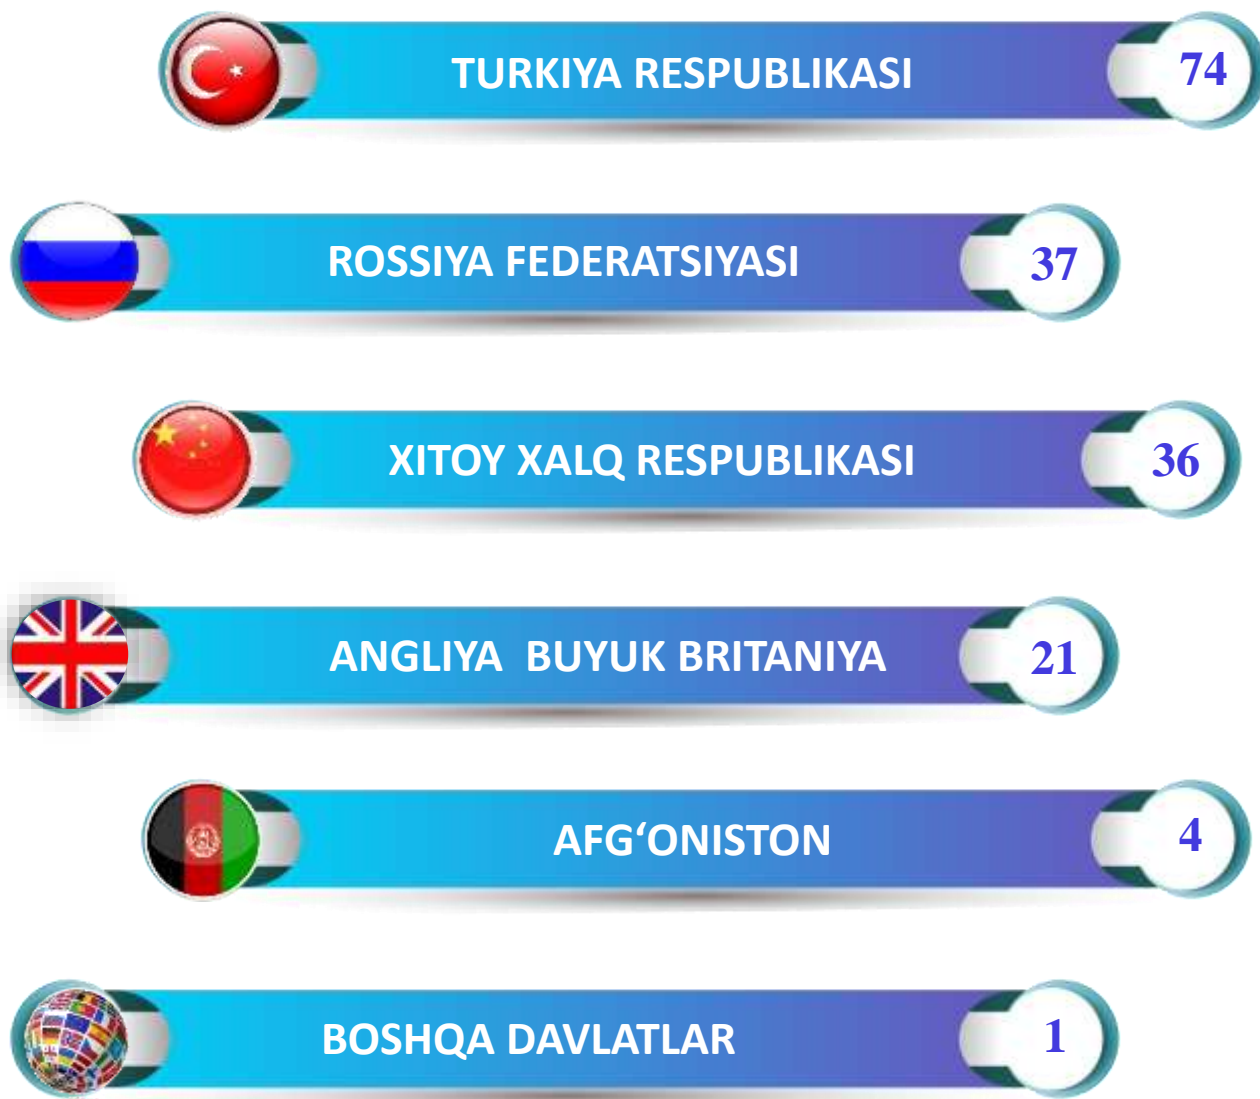 TURKIYA RESPUBLIKASI 74
ROSSIYA FEDERATSIYASI 37
XITOY XALQ RESPUBLIKASI 36
ANGLIYA  BUYUK BRITANIYA 21
AFG‘ONISTON 4
BOSHQA DAVLATLAR 1